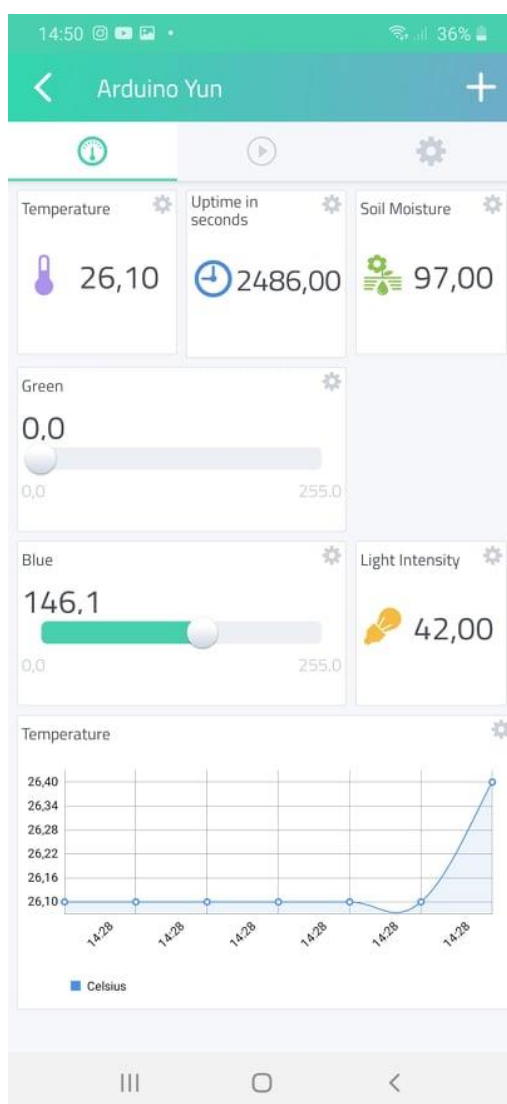 14:50
36%
Arduino Yun
Temperature
26,10
Uptime in
seconds
2486,00
Soil Moisture
97,00
Green
0,0
0,0
255.0
Blue
146,1
0,0
255.0
Light Intensity
42,00
Temperature
26,40
26,34
26,28
26,22
26,16
26,10
14:28
14:28
14:28
14:28
14:28
14:28
Celsius